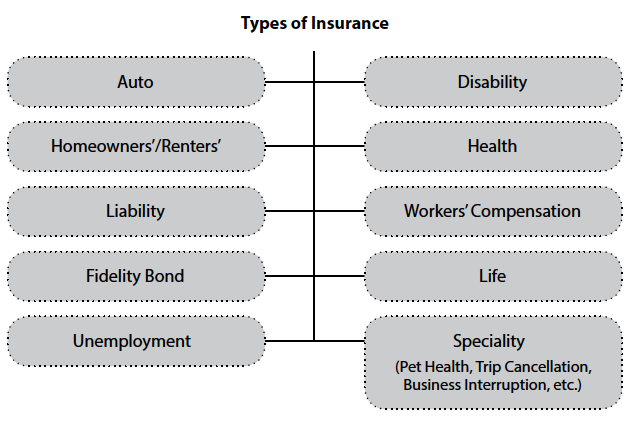 Types of Insurance
Auto
Disability
Homeowners’/Renters’
Health
Liability
Workers’ Compensation
Fidelity Bond
Life
Unemployment
Speciality
(Pet Health, Trip Cancellation,
Business Interruption, etc.)